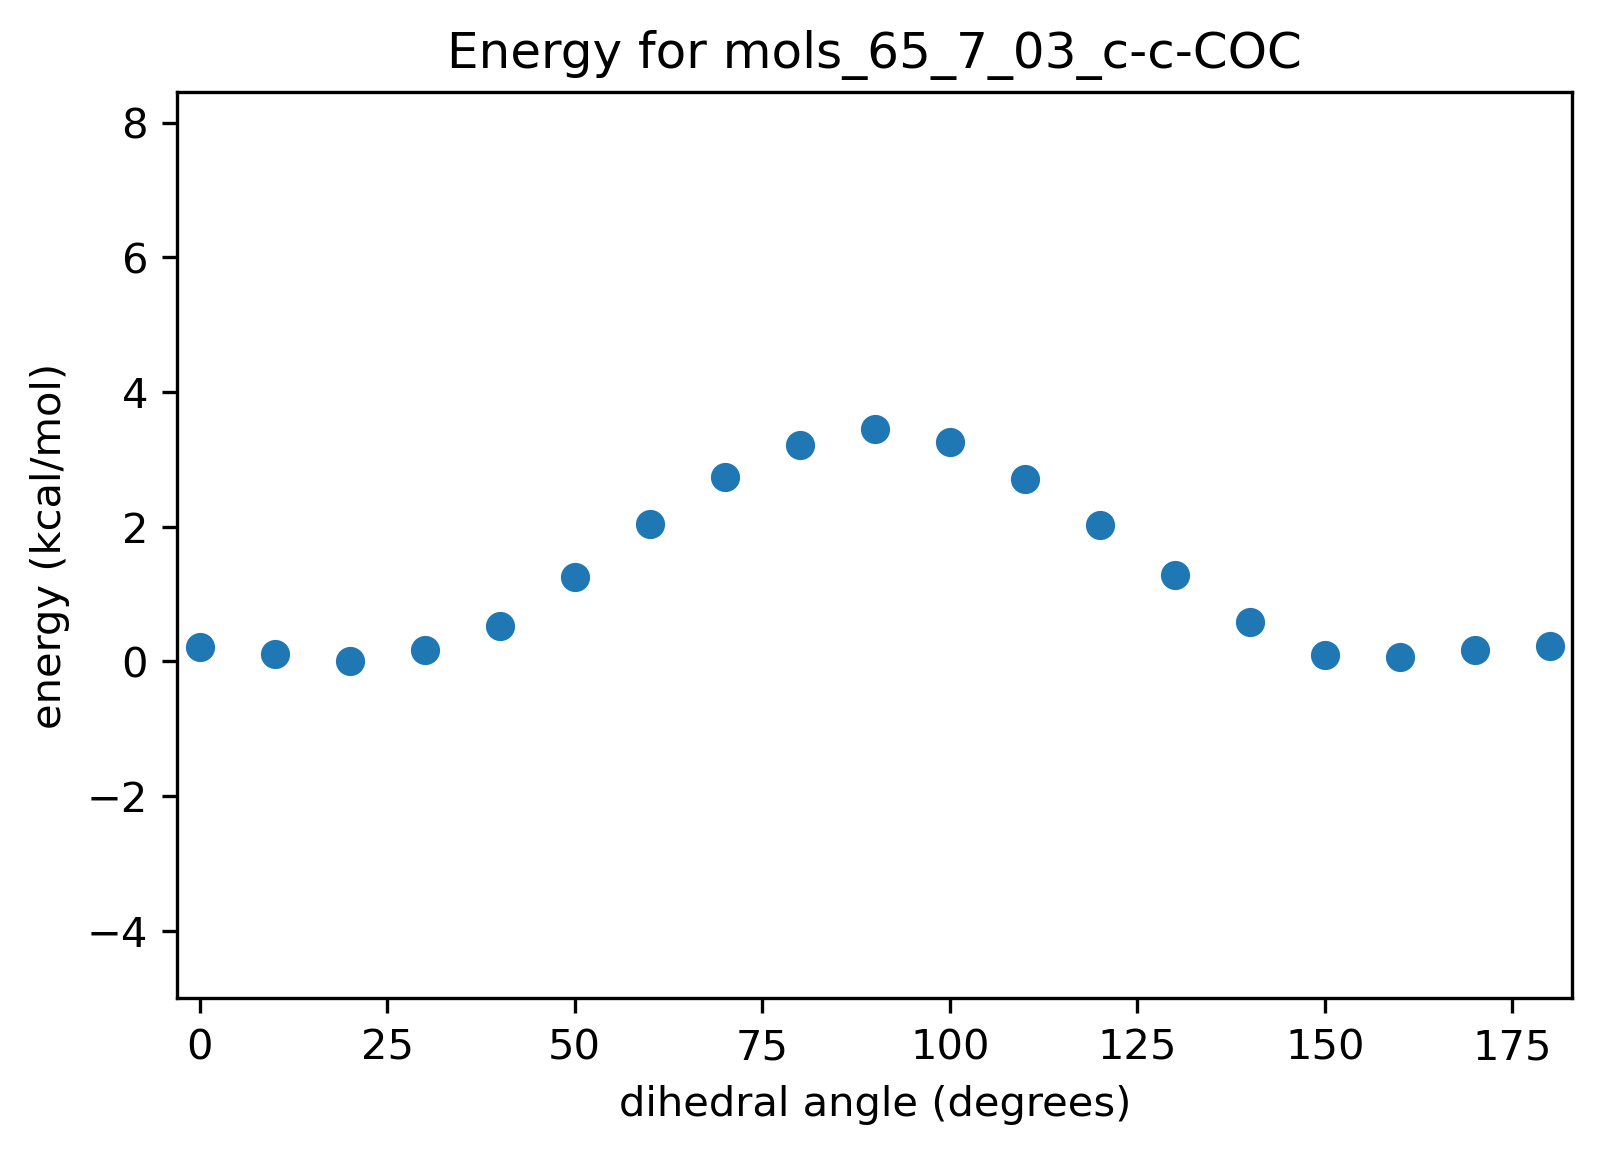 Energy for mols_65_7_03_c-c-COC
8
6
4
2
0
−2
−4
energy (kcal/mol)
0 25 50 75 100 125 150 175
dihedral angle (degrees)